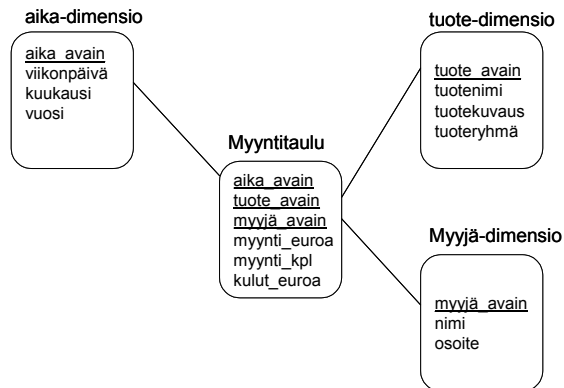 aika-dimensio
aika_avain
viikonpäivä
kuukausi
vuosi
tuote-dimensio
tuote_avain
tuotenimi
tuotekuvaus
tuoteryhmä
Myyntitaulu
aika_avain
tuote_avain
myyjä_avain
myynti_euroa
myynti_kpl
kulut_euroa
Myyjä-dimensio
myyjä_avain
nimi
osoite